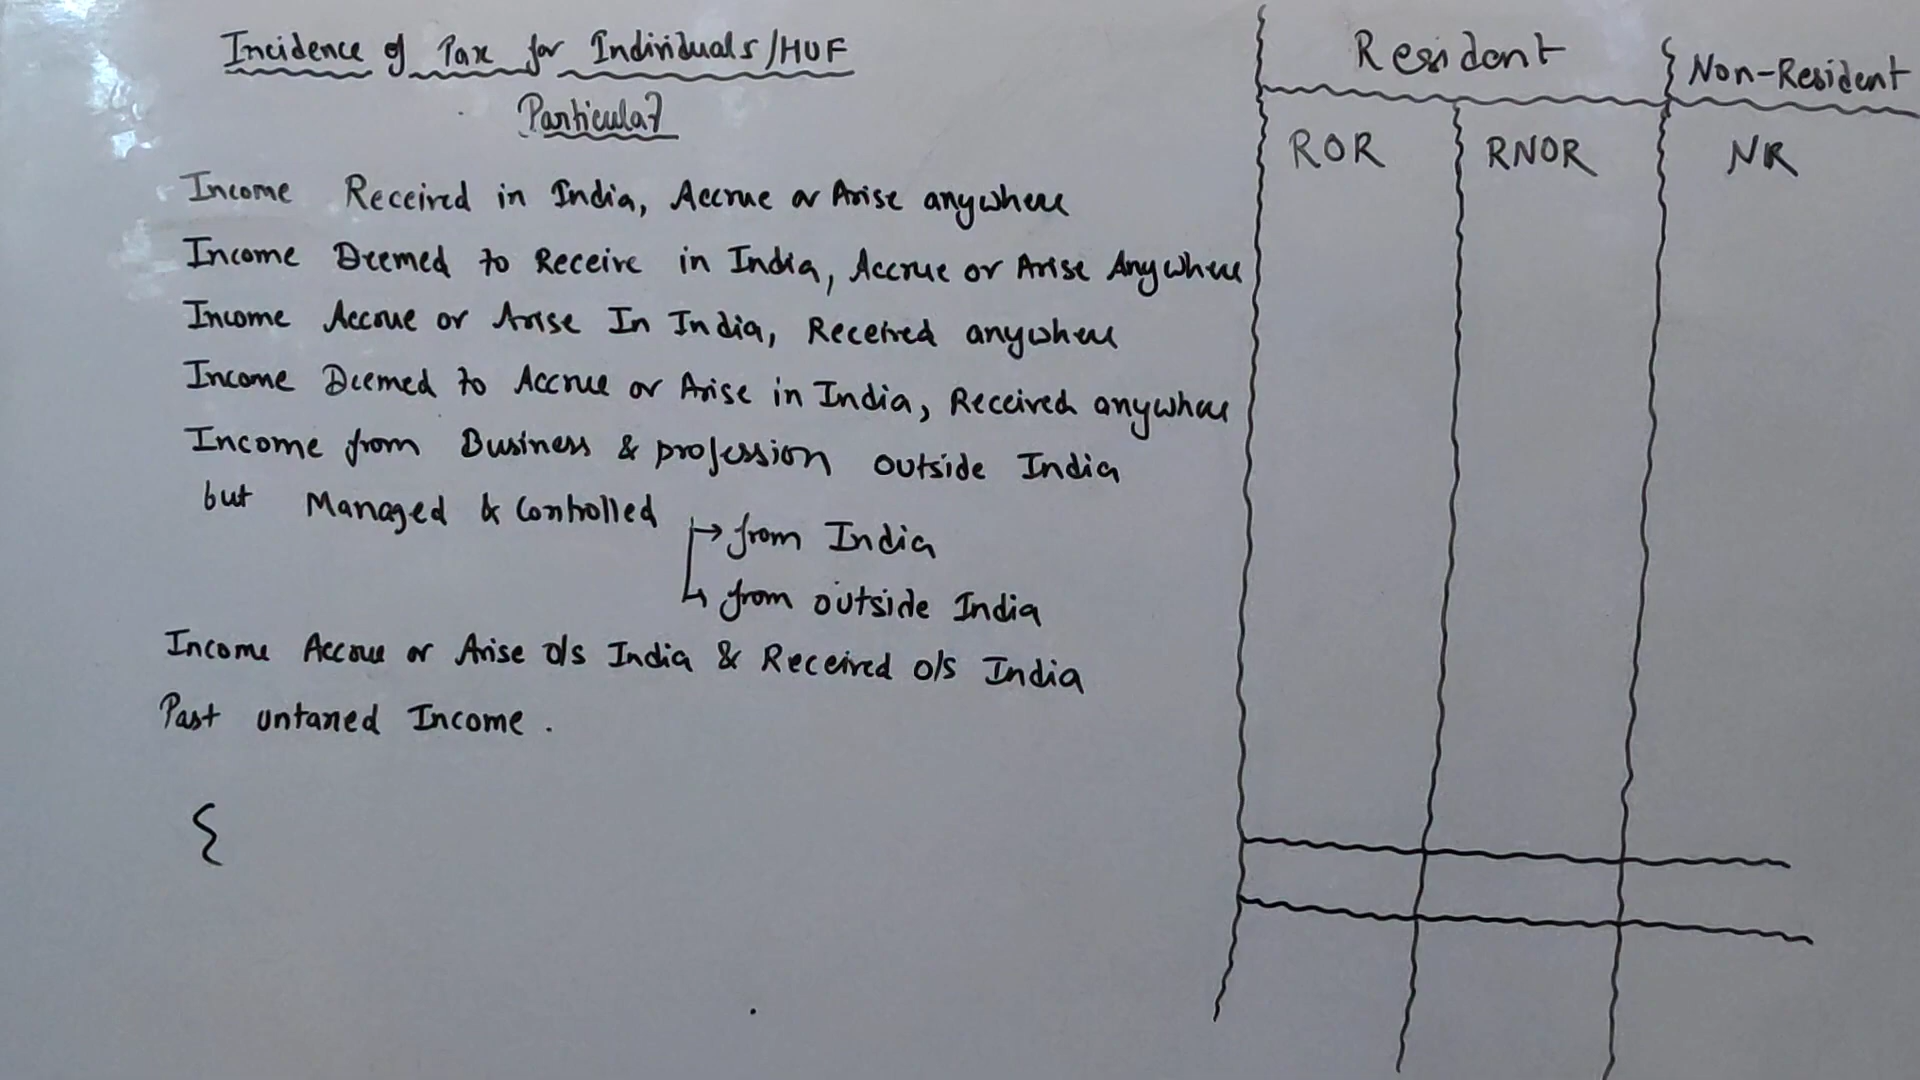 Incidence of Tax for Individuals/HUF
Particular
Resident
Non-Resident
ROR
RNOR
NR
Income Received in India, Accrue or Arise anywhere
Income Deemed to Receive in India, Accrue or Arise Anywhere
Income Accrue or Arise In India, Received anywhere
Income Deemed to Accrue or Arise in India, Received anywhere
Income from Business & profession outside India
but Managed & Controlled → from India
↳ from outside India
Income Accrue or Arise o/s India & Received o/s India
Past untaxed Income .